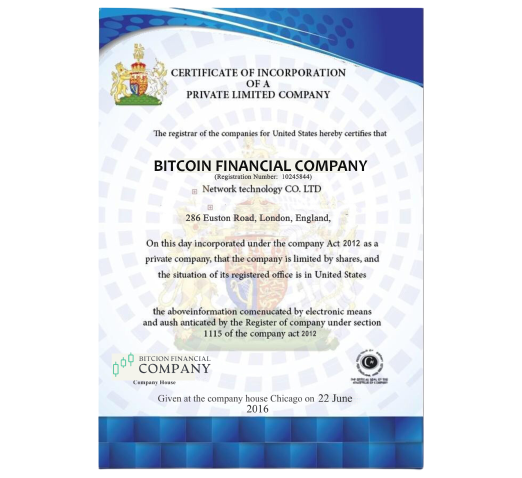 CERTIFICATE OF INCORPORATION
OF A
PRIVATE LIMITED COMPANY
The registrar of the companies for United States hereby certifies that
BITCOIN FINANCIAL COMPANY
(Registration Number: 10245844)
Network technology CO. LTD
286 Euston Road, London, England,
On this day incorporated under the company Act 2012 as a
private company, that the company is limited by shares, and
the situation of its registered office is in United States
the aboveinformation comenucated by electronic means
and aush anticated by the Register of company under section
1115 of the company act 2012
BITCION FINANCIAL
COMPANY
Company House
Given at the company house Chicago on 22 June
2016